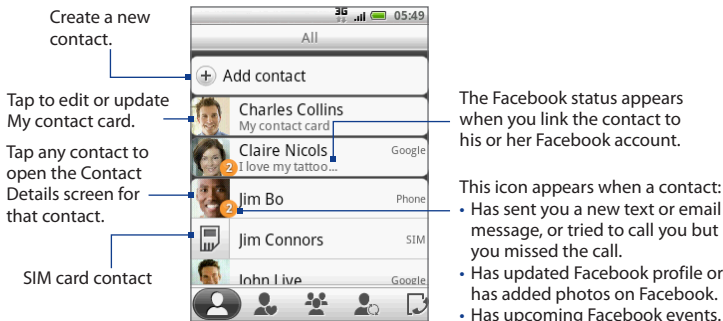 Create a new
contact.
Tap to edit or update
My contact card.
Tap any contact to
open the Contact
Details screen for
that contact.
SIM card contact
3G 05:49
All
Add contact
Charles Collins
My contact card
Claire Nicols Google
2 I love my tattoo...
Jim Bo Phone
2
Jim Connors SIM
John Live Google
The Facebook status appears
when you link the contact to
his or her Facebook account.
This icon appears when a contact:
• Has sent you a new text or email
message, or tried to call you but
you missed the call.
• Has updated Facebook profile or
has added photos on Facebook.
• Has upcoming Facebook events.